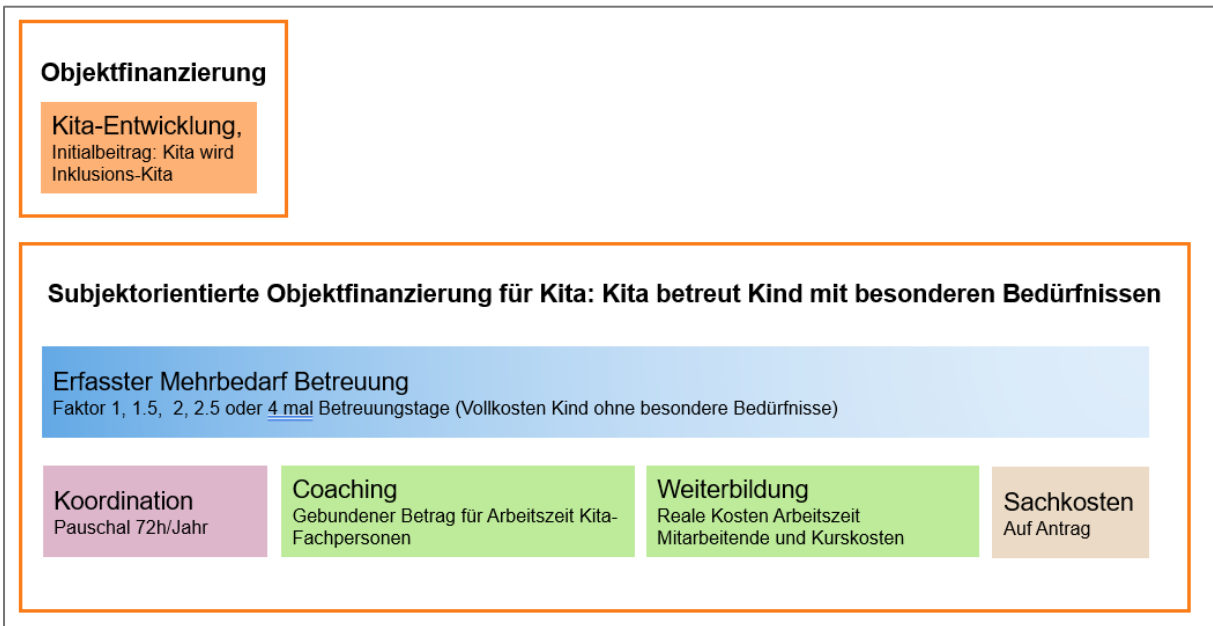 Objektfinanzierung
Kita-Entwicklung,
Initialbeitrag: Kita wird
Inklusions-Kita
Subjektorientierte Objektfinanzierung für Kita: Kita betreut Kind mit besonderen Bedürfnissen
Erfasster Mehrbedarf Betreuung
Faktor 1, 1.5,  2, 2.5 oder 4 mal Betreuungstage (Vollkosten Kind ohne besondere Bedürfnisse)
Koordination
Pauschal 72h/Jahr
Coaching
Gebundener Betrag für Arbeitszeit Kita-
Fachpersonen
Weiterbildung
Reale Kosten Arbeitszeit
Mitarbeitende und Kurskosten
Sachkosten
Auf Antrag